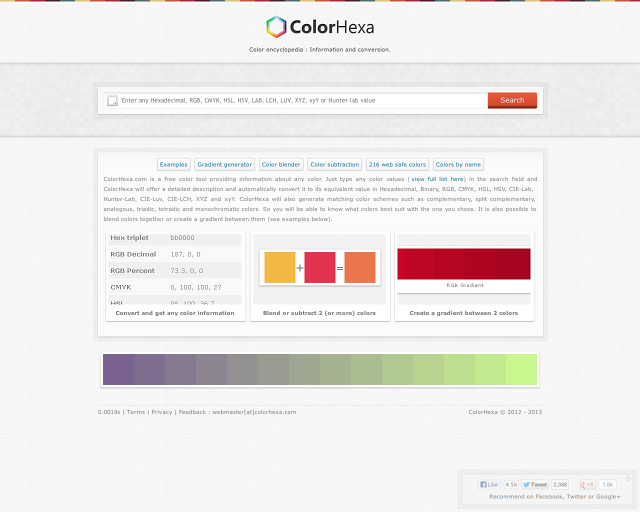 ColorHexa
Color encyclopedia : Information and conversion.
Enter any Hexadecimal, RGB, CMYK, HSL, HSV, LAB, LCH, LUV, XYZ, xyY or Hunter-lab value
Search
Examples
Gradient generator
Color blender
Color subtraction
216 web safe colors
Colors by name
ColorHexa.com is a free color tool providing information about any color. Just type any color values (view full list here) in the search field and
ColorHexa will offer a detailed description and automatically convert it to its equivalent value in Hexadecimal, Binary, RGB, CMYK, HSL, HSV, CIE-Lab,
Hunter-Lab, CIE-Luv, CIE-LCH, XYZ and xyY. ColorHexa will also generate matching color schemes such as complementary, split complementary,
analogous, triadic, tetradic and monochromatic colors. So you will be able to know what colors best suit with the one you chose. It is also possible to
blend colors together or create a gradient between them (see examples below).
Hex triplet bb0000
RGB Decimal 187, 0, 0
RGB Percent 73.3, 0, 0
CMYK 0, 100, 100, 27
HSL 0°, 100, 36.7
Convert and get any color information
+
=
Blend or subtract 2 (or more) colors
RGB Gradient
Create a gradient between 2 colors
0.0019s | Terms | Privacy | Feedback : webmaster[at]colorhexa.com
ColorHexa © 2012 - 2013
Like 4.5k Tweet 2,388 +1 1.6k
Recommend on Facebook, Twitter or Google+